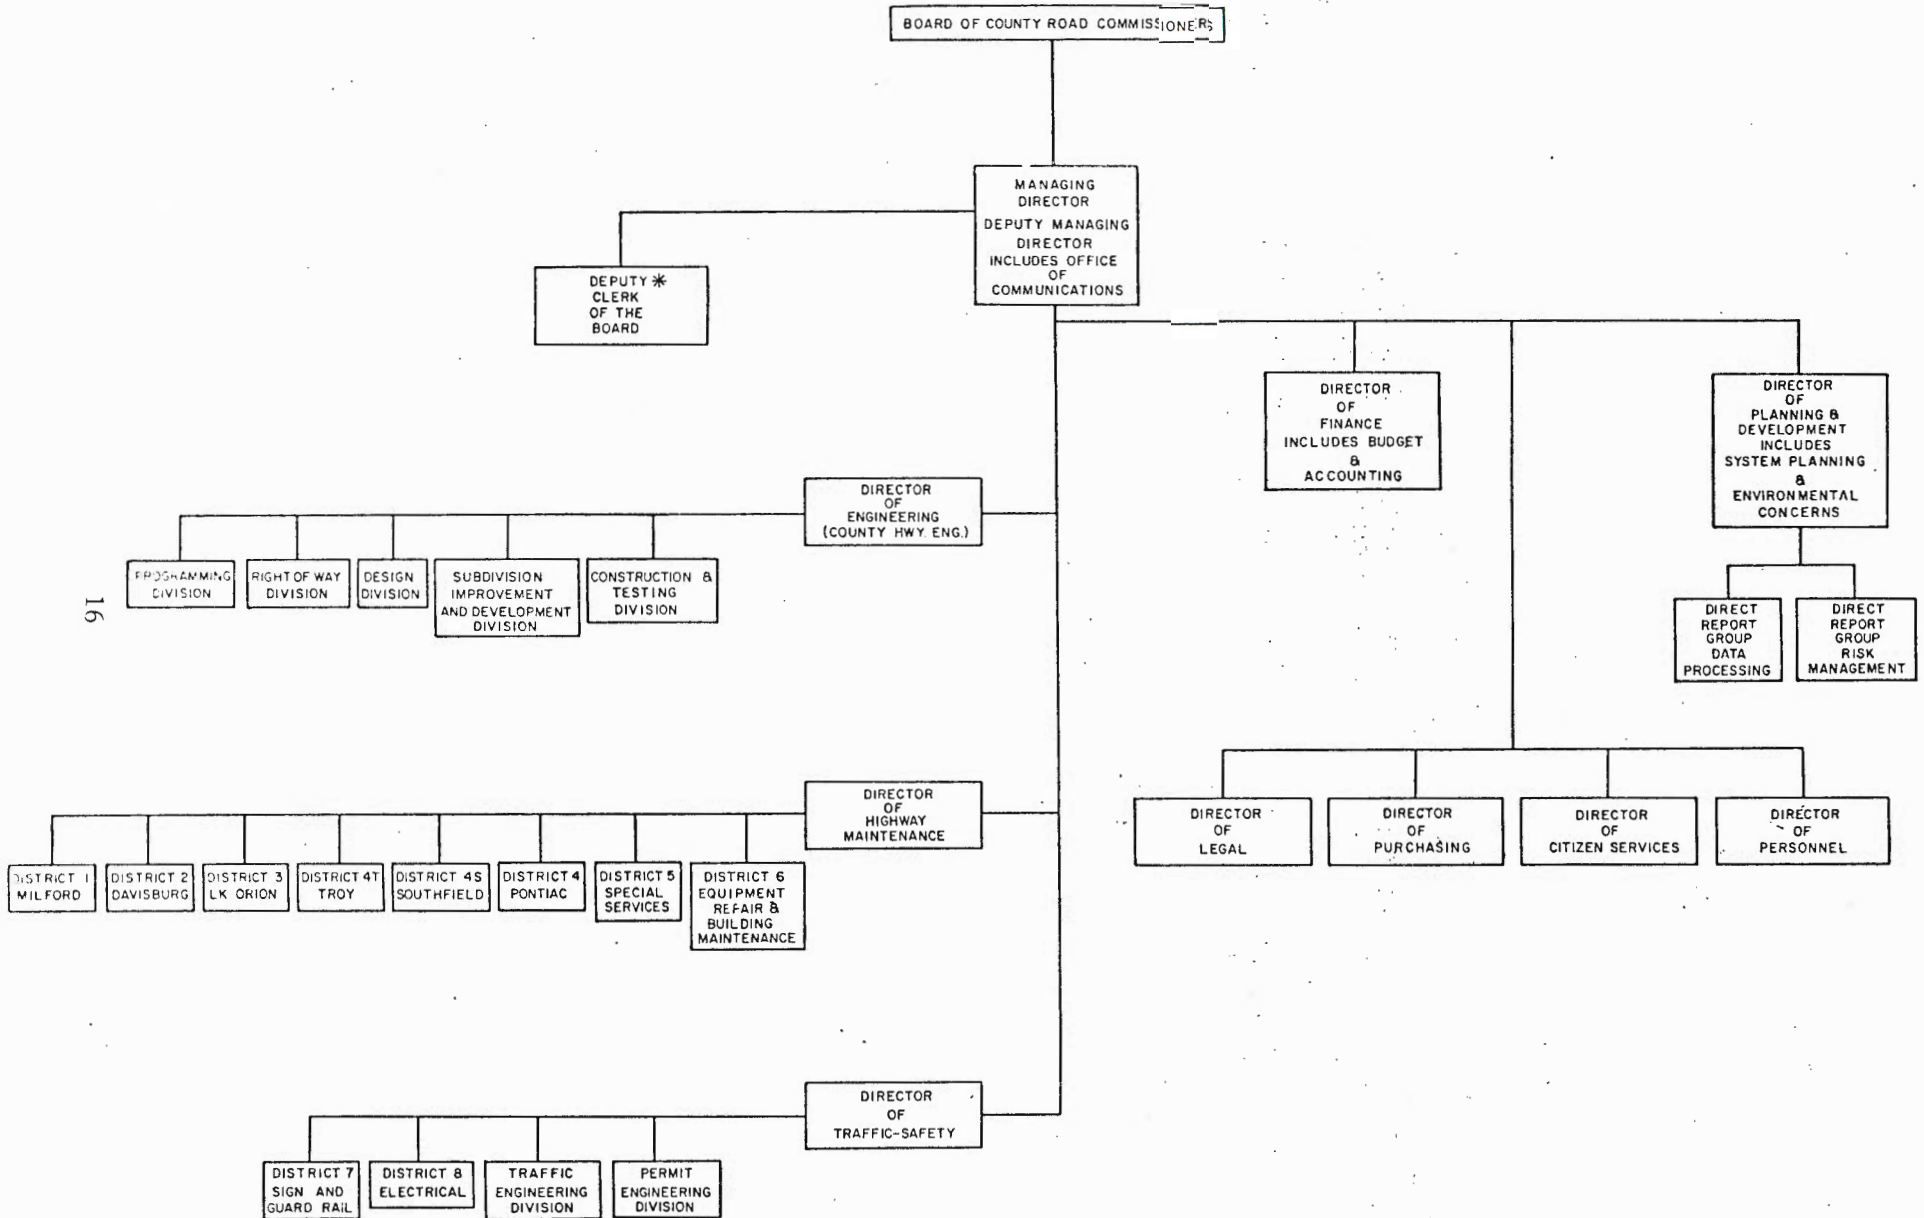 BOARD OF COUNTY ROAD COMMISSIONERS
MANAGING
DIRECTOR
DEPUTY MANAGING
DIRECTOR
INCLUDES OFFICE
OF
COMMUNICATIONS
DEPUTY *
CLERK
OF THE
BOARD
DIRECTOR
OF
FINANCE
INCLUDES BUDGET
&
ACCOUNTING
DIRECTOR
OF
PLANNING &
DEVELOPMENT
INCLUDES
SYSTEM PLANNING
&
ENVIRONMENTAL
CONCERNS
DIRECTOR
OF
ENGINEERING
(COUNTY HWY. ENG.)
PROGRAMMING
DIVISION
RIGHT OF WAY
DIVISION
DESIGN
DIVISION
SUBDIVISION
IMPROVEMENT
AND DEVELOPMENT
DIVISION
CONSTRUCTION &
TESTING
DIVISION
DIRECT
REPORT
GROUP
DATA
PROCESSING
DIRECT
REPORT
GROUP
RISK
MANAGEMENT
16
DIRECTOR
OF
HIGHWAY
MAINTENANCE
DIRECTOR
OF
LEGAL
DIRECTOR
OF
PURCHASING
DIRECTOR
OF
CITIZEN SERVICES
DIRECTOR
OF
PERSONNEL
DISTRICT 1
MILFORD
DISTRICT 2
DAVISBURG
DISTRICT 3
LK ORION
DISTRICT 4T
TROY
DISTRICT 4S
SOUTHFIELD
DISTRICT 4
PONTIAC
DISTRICT 5
SPECIAL
SERVICES
DISTRICT 6
EQUIPMENT
REPAIR &
BUILDING
MAINTENANCE
DIRECTOR
OF
TRAFFIC-SAFETY
DISTRICT 7
SIGN AND
GUARD RAIL
DISTRICT 8
ELECTRICAL
TRAFFIC
ENGINEERING
DIVISION
PERMIT
ENGINEERING
DIVISION